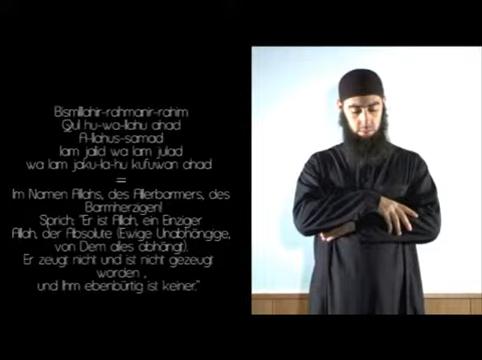 Bismillahir-rahmanir-rahim
Qul hu-wa-llahu ahad
A-llahus-samad
lam jalid wa lam julad
wa lam jaku-la-hu kufuwan ahad
=
Im Namen Allahs, des Allerbarmers, des
Barmherzigen!
Sprich: "Er ist Allah, ein Einziger
Allah, der Absolute (Ewige Unabhängige,
von Dem alles abhängt).
Er zeugt nicht und ist nicht gezeugt
worden ,
und Ihm ebenbürtig ist keiner."